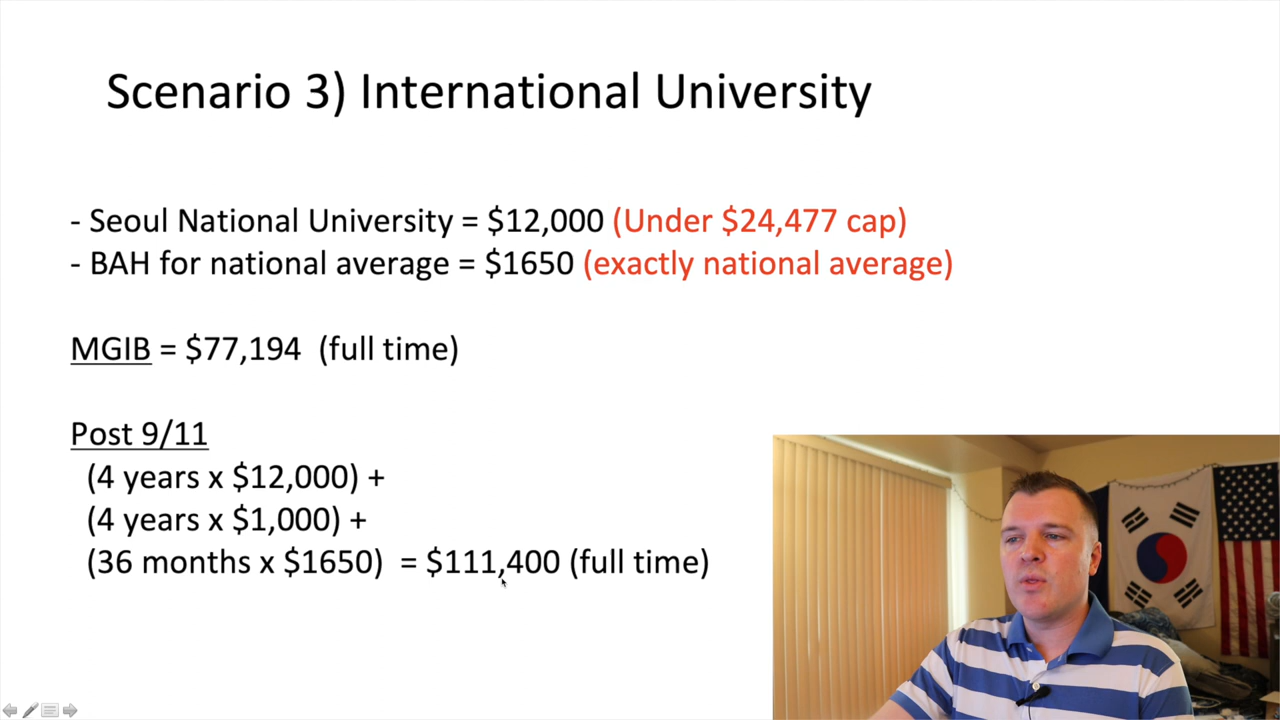 Scenario 3) International University
- Seoul National University = $12,000 (Under $24,477 cap)
- BAH for national average = $1650 (exactly national average)
MGIB = $77,194 (full time)
Post 9/11
(4 years x $12,000) +
(4 years x $1,000) +
(36 months x $1650) = $111,400 (full time)